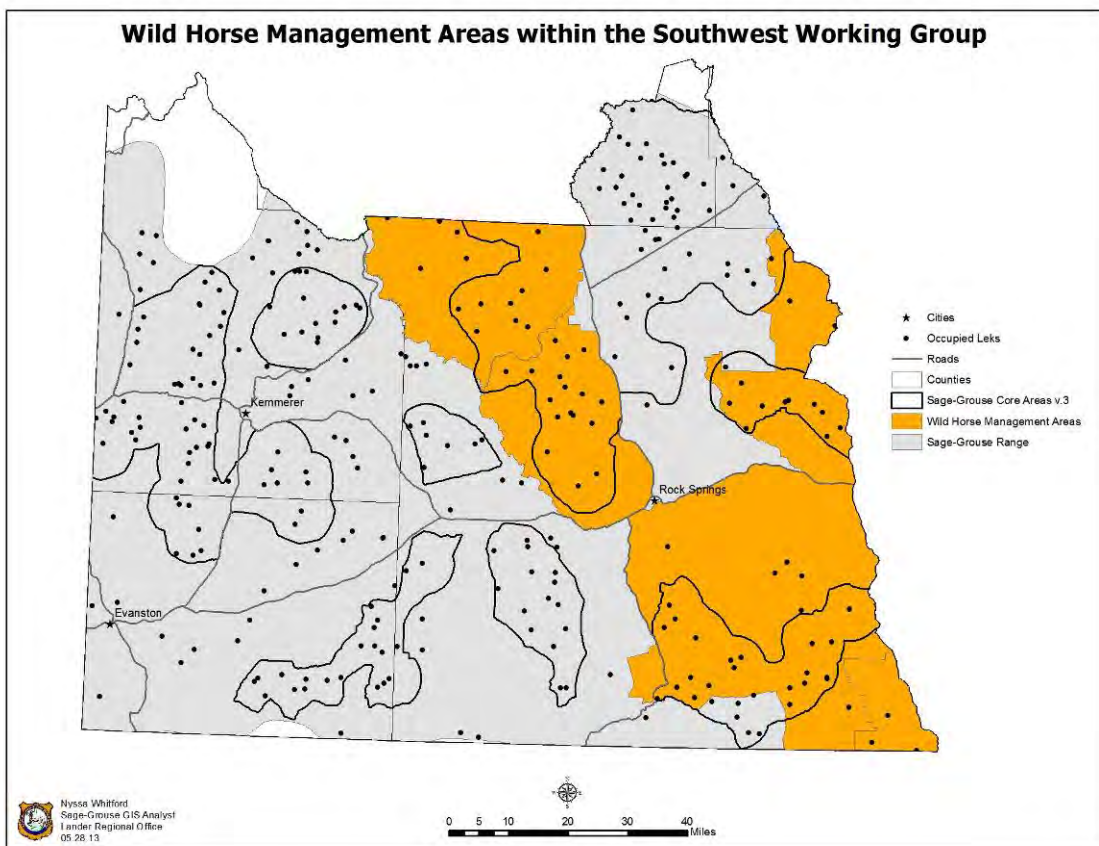 Wild Horse Management Areas within the Southwest Working Group
Cities
Occupied Leks
Roads
Counties
Sage-Grouse Core Areas v.3
Wild Horse Management Areas
Sage-Grouse Range
Kemmerer
Rock Springs
Evanston
Nyssa Whitford
Sage-Grouse GIS Analyst
Lander Regional Office
05.28.13
0 5 10 20 30 40
Miles